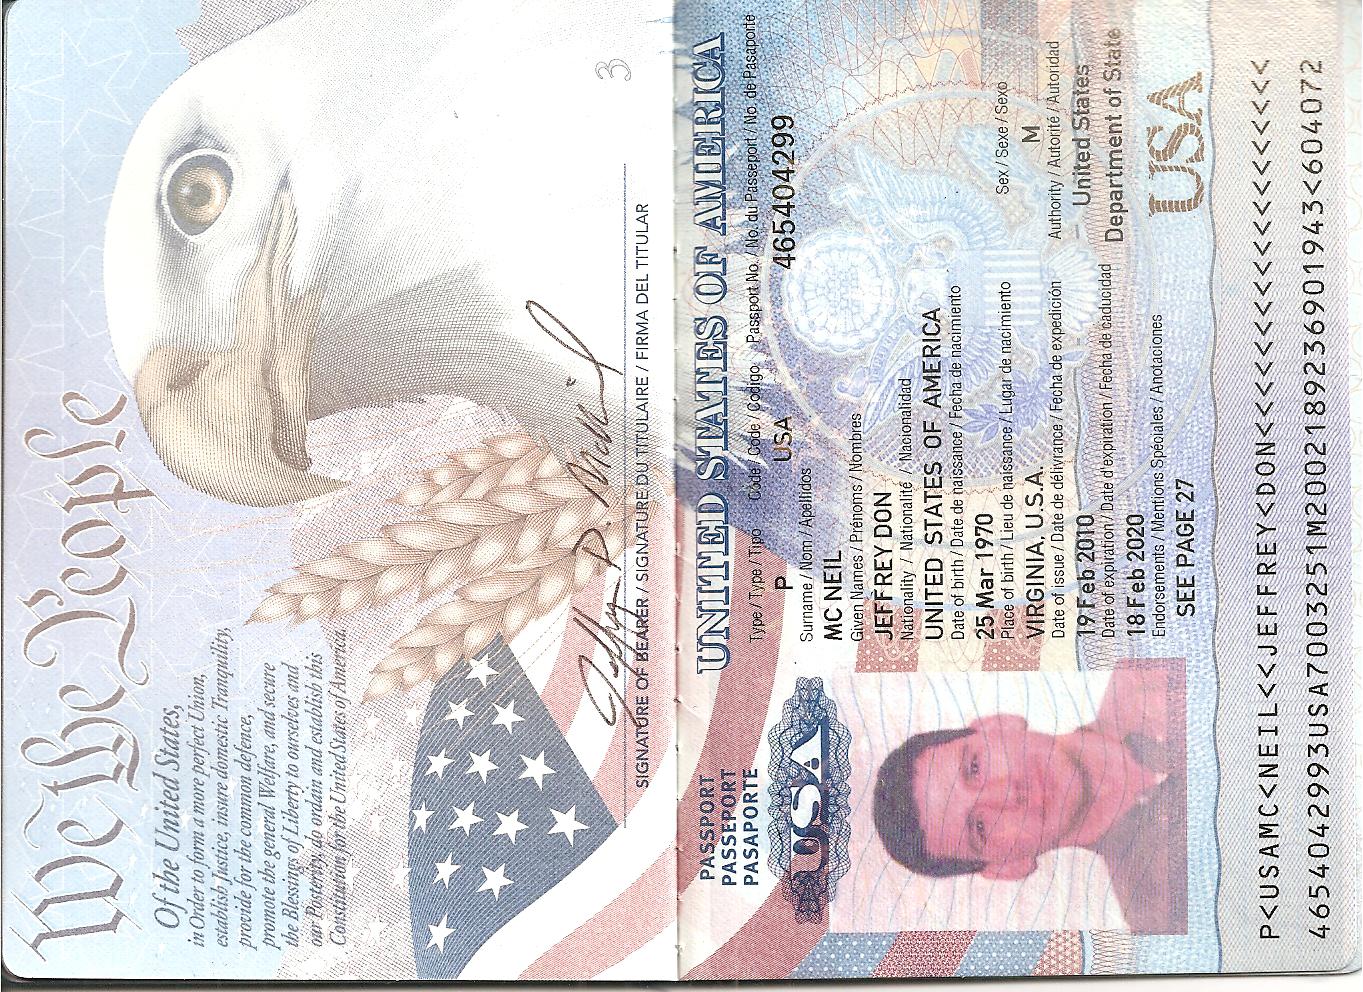 We the People
Of the United States,
in Order to form a more perfect Union,
establish Justice, insure domestic Tranquility,
provide for the common defence,
promote the general Welfare, and secure
the Blessings of Liberty to ourselves and
our Posterity, do ordain and establish this
Constitution for the United States of America.
3
Jeffrey D. McNeil
SIGNATURE OF BEARER / SIGNATURE DU TITULAIRE / FIRMA DEL TITULAR
UNITED STATES OF AMERICA
PASSPORT
PASSEPORT
PASAPORTE
USA
Type / Type / Tipo Code / Code / Codigo Passport No. / No. du Passeport / No. de Pasaporte
P USA 465404299
Surname / Nom / Apellidos
MC NEIL
Given Names / Prénoms / Nombres
JEFFREY DON
Nationality / Nationalité / Nacionalidad
UNITED STATES OF AMERICA
Date of birth / Date de naissance / Fecha de nacimiento
25 Mar 1970
Place of birth / Lieu de naissance / Lugar de nacimiento Sex / Sexe / Sexo
VIRGINIA, U.S.A. M
Date of issue / Date de délivrance / Fecha de expedición Authority / Autorité / Autoridad
19 Feb 2010 United States
Date of expiration / Date d'expiration / Fecha de caducidad Department of State
18 Feb 2020
Endorsements / Mentions Spéciales / Anotaciones
SEE PAGE 27
USA
P<USAMC<NEIL<<JEFFREY<DON<<<<<<<<<<<<<<<<<<<
4654042993USA7003251M2002189236901943<604072